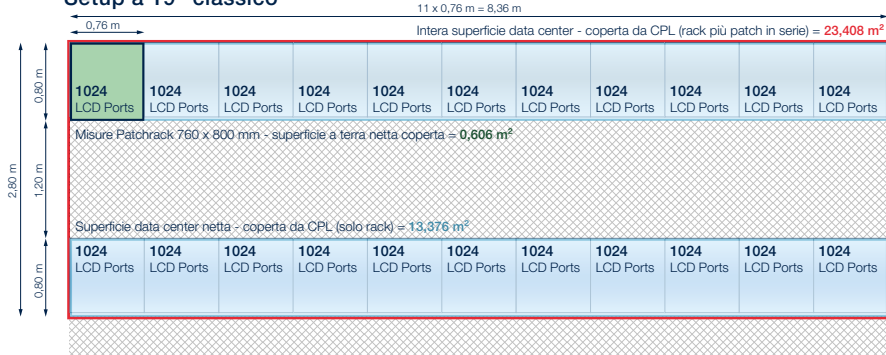 Setup a 19" classico
11 x 0,76 m = 8,36 m
0,76 m
Intera superficie data center - coperta da CPL (rack più patch in serie) = 23,408 m²
0,80 m
1024 1024 1024 1024 1024 1024 1024 1024 1024 1024 1024
LCD Ports LCD Ports LCD Ports LCD Ports LCD Ports LCD Ports LCD Ports LCD Ports LCD Ports LCD Ports LCD Ports
Misure Patchrack 760 x 800 mm - superficie a terra netta coperta = 0,606 m²
2,80 m
1,20 m
Superficie data center netta - coperta da CPL (solo rack) = 13,376 m²
0,80 m
1024 1024 1024 1024 1024 1024 1024 1024 1024 1024 1024
LCD Ports LCD Ports LCD Ports LCD Ports LCD Ports LCD Ports LCD Ports LCD Ports LCD Ports LCD Ports LCD Ports